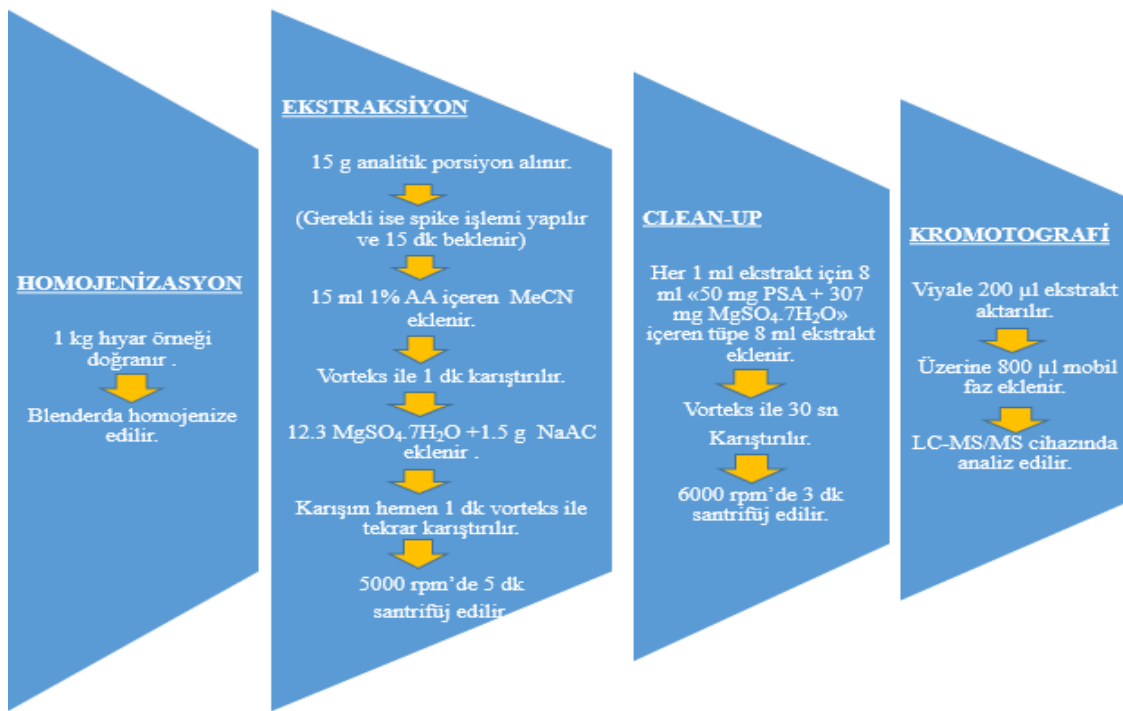 HOMOJENİZASYON
1 kg hıyar örneği
doğranır .
Blenderda homojenize
edilir.
EKSTRAKSİYON
15 g analitik porsiyon alınır.
(Gerekli ise spike işlemi yapılır
ve 15 dk beklenir)
15 ml 1% AA içeren MeCN
eklenir.
Vorteks ile 1 dk karıştırılır.
12.3 MgSO₄.7H₂O +1.5 g NaAC
eklenir .
Karışım hemen 1 dk vorteks ile
tekrar karıştırılır.
5000 rpm’de 5 dk
santrifüj edilir.
CLEAN-UP
Her 1 ml ekstrakt için 8
ml «50 mg PSA + 307
mg MgSO₄.7H₂O»
içeren tüpe 8 ml ekstrakt
eklenir.
Vorteks ile 30 sn
Karıştırılır.
6000 rpm’de 3 dk
santrifüj edilir.
KROMOTOGRAFİ
Viyale 200 µl ekstrakt
aktarılır.
Üzerine 800 µl mobil
faz eklenir.
LC-MS/MS cihazında
analiz edilir.